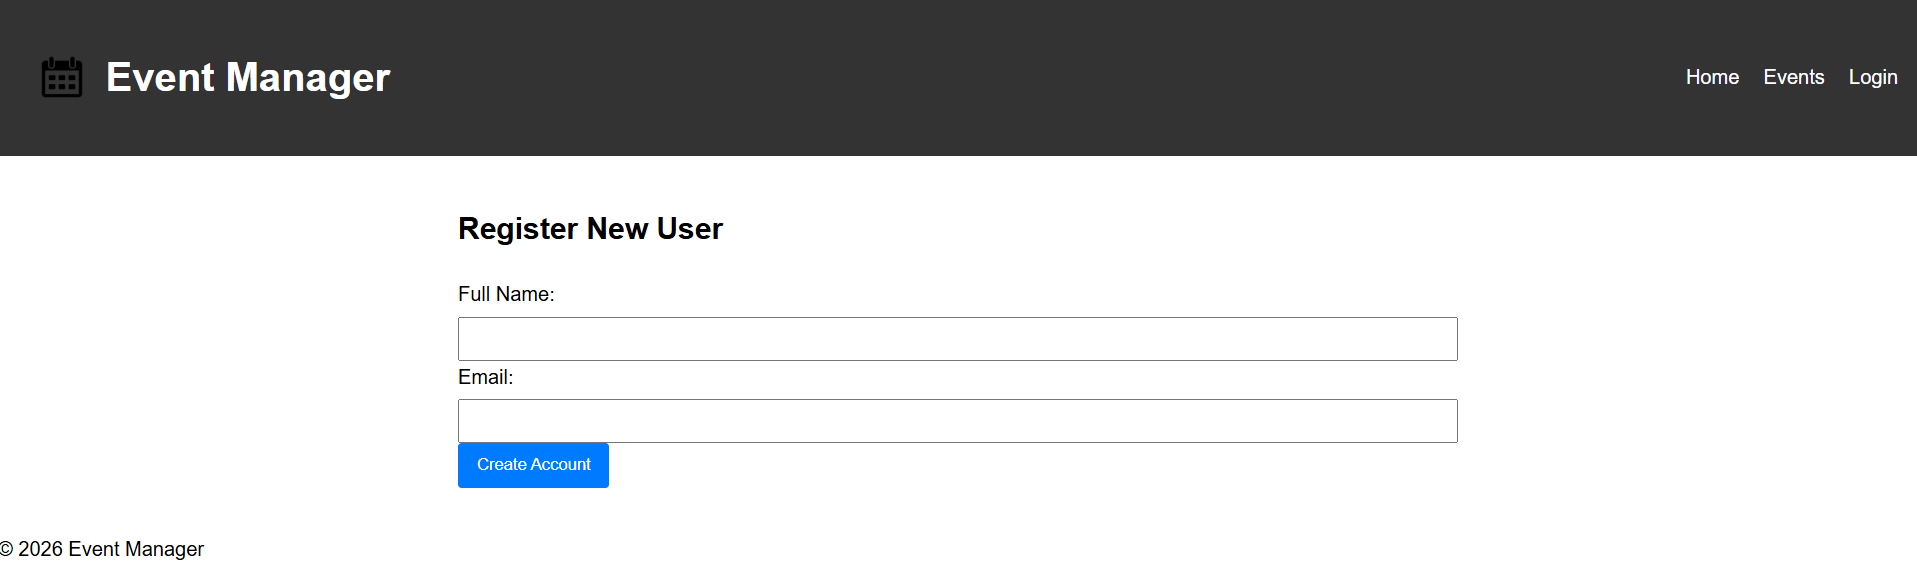 Event Manager
Home Events Login
Register New User
Full Name:
Email:
Create Account
© 2026 Event Manager